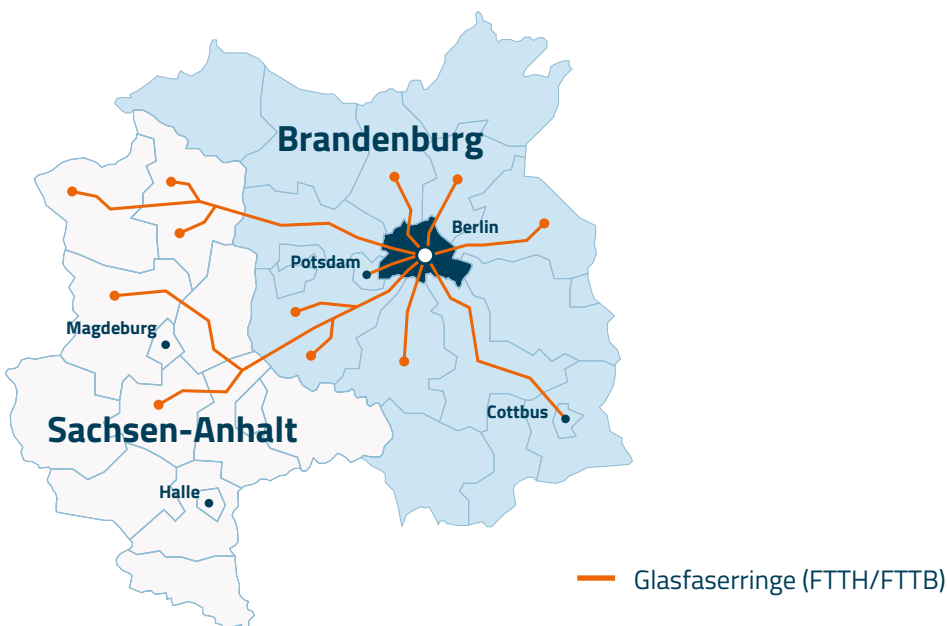 Brandenburg
Berlin
Potsdam
Magdeburg
Cottbus
Sachsen-Anhalt
Halle
Glasfaserringe (FTTH/FTTB)